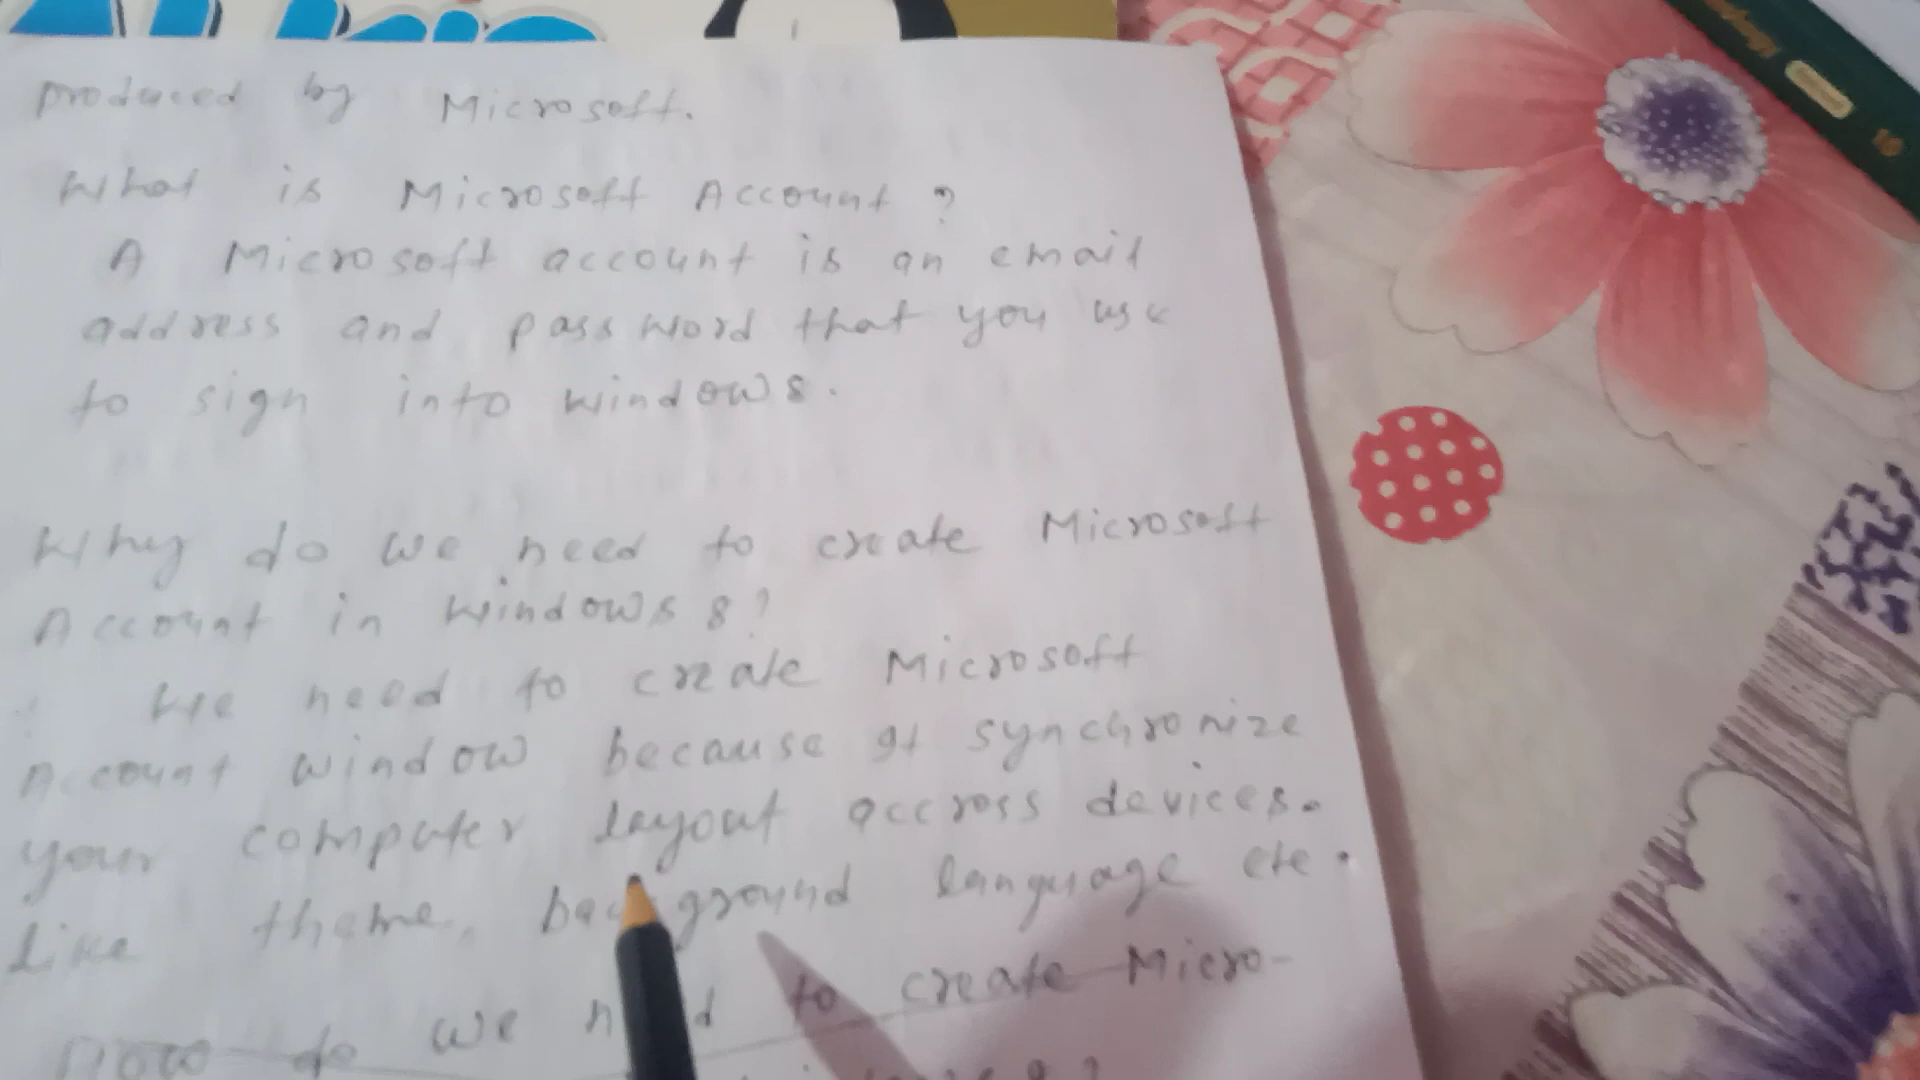 produced by Microsoft.
What is Microsoft Account ?
A Microsoft account is an email
address and password that you use
to sign into windows.
Why do we need to create Microsoft
Account in windows 8?
We need to create Microsoft
Account window because It synchronize
your computer layout accross devices.
like theme, background language etc.
How do we need to create Micro-